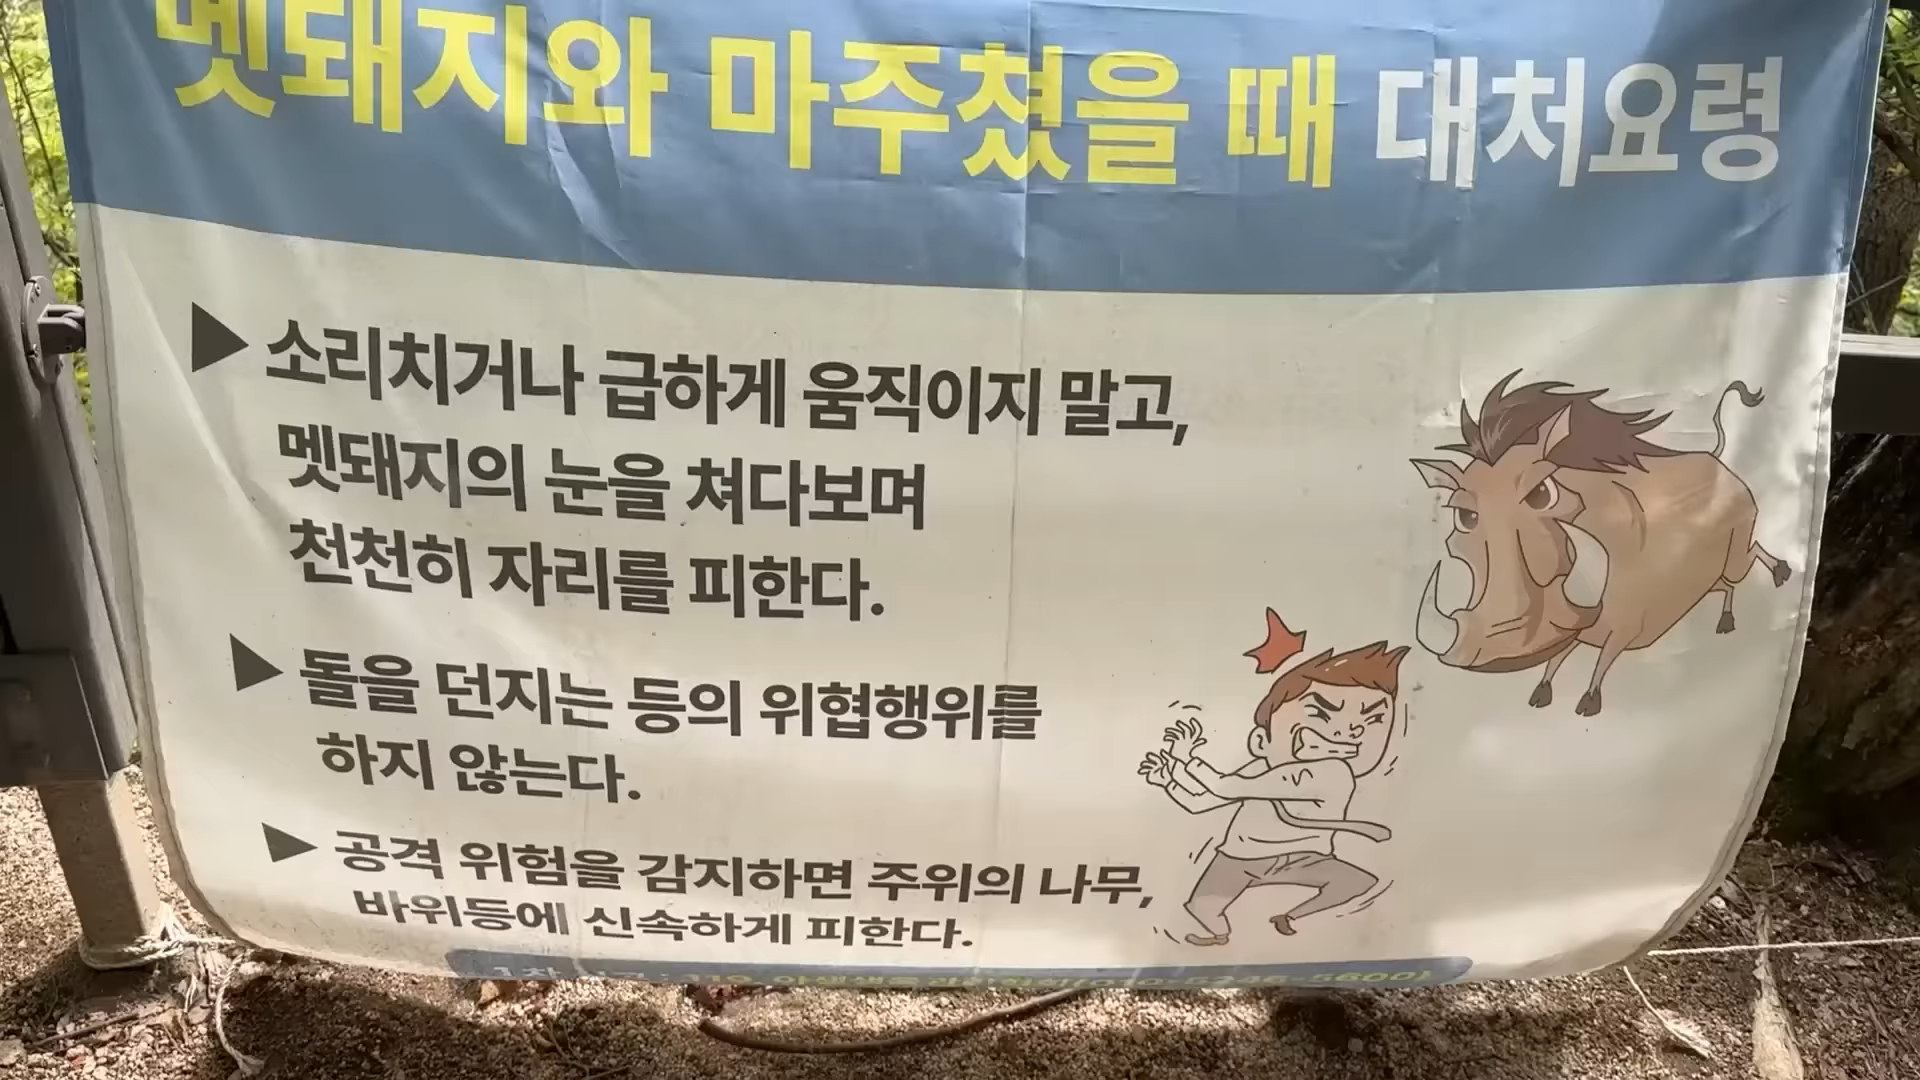 멧돼지와 마주쳤을 때 대처요령
▶ 소리치거나 급하게 움직이지 말고,
멧돼지의 눈을 쳐다보며
천천히 자리를 피한다.
▶ 돌을 던지는 등의 위협행위를
하지 않는다.
▶ 공격 위험을 감지하면 주위의 나무,
바위등에 신속하게 피한다.